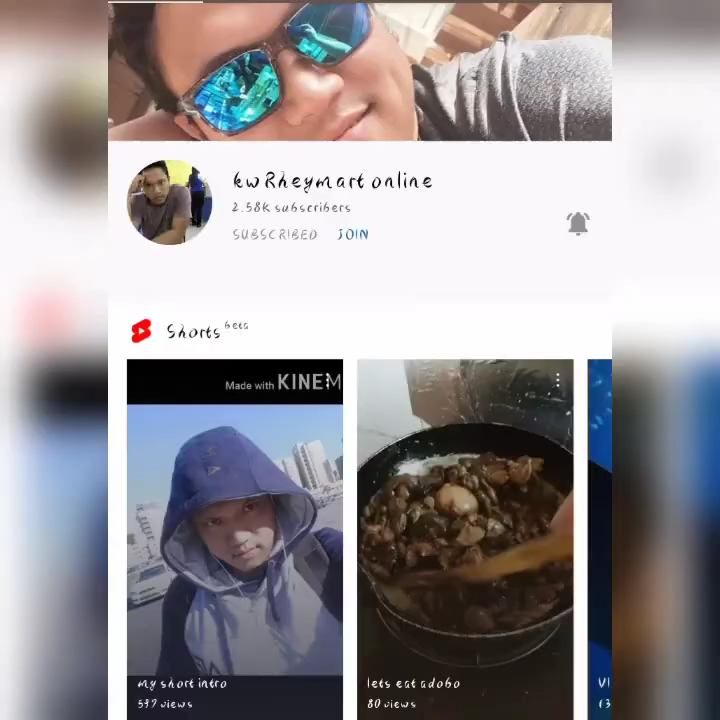 kwRheymart online
2.58K subscribers
SUBSCRIBED JOIN
Shorts beta
Made with KINEM
my short intro
537 views
lets eat adobo
80 views